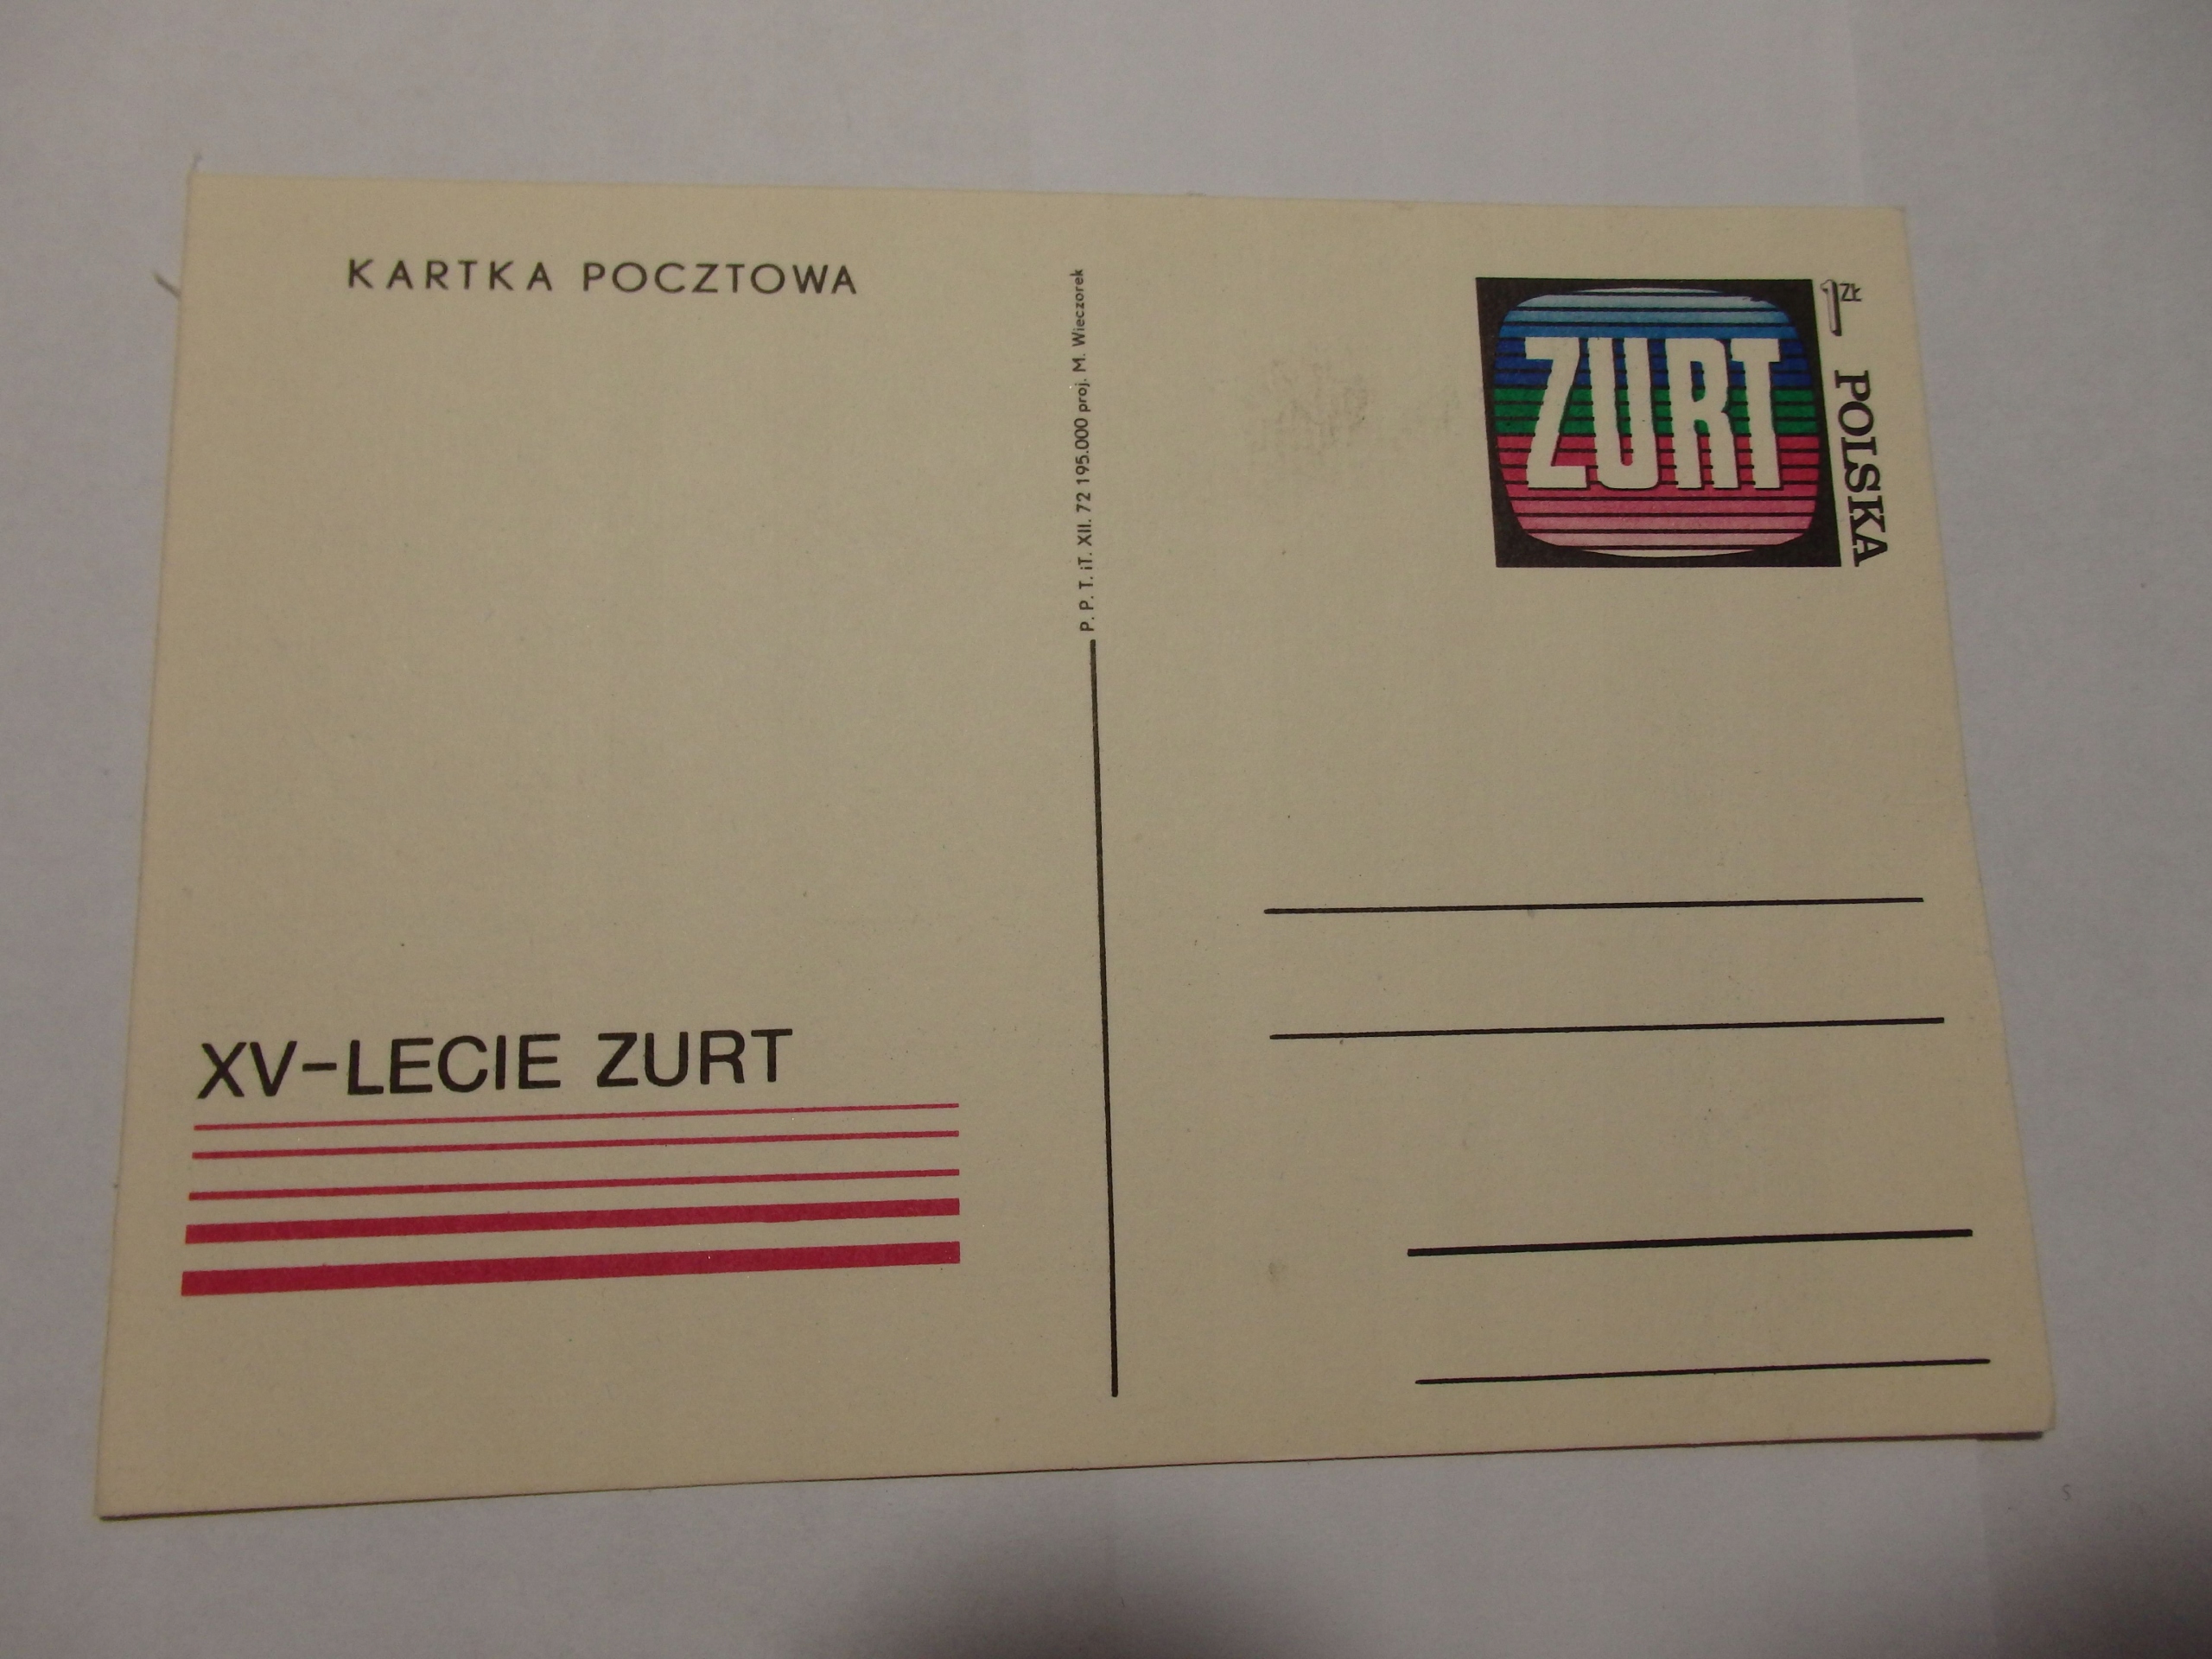 KARTKA POCZTOWA
P. P. T. iT. XII. 72 195.000 proj. M. Wieczorek
ZURT
1 ZŁ
POLSKA
XV-LECIE ZURT